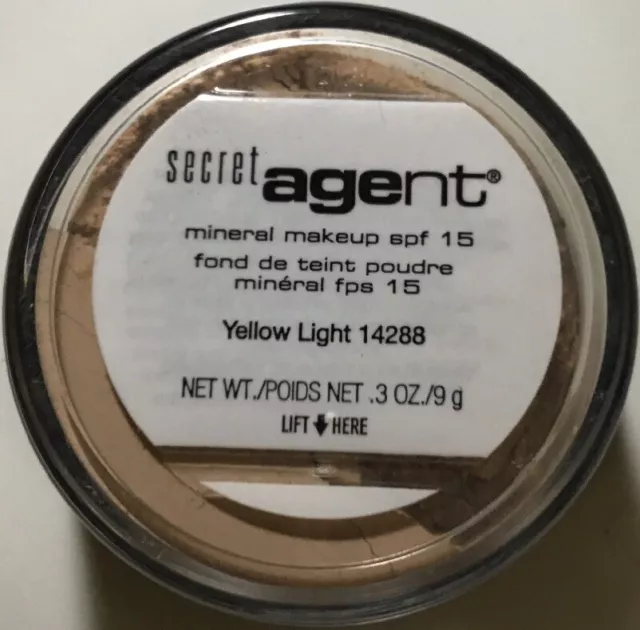 secret agent®
mineral makeup spf 15
fond de teint poudre
minéral fps 15
Yellow Light 14288
NET WT./POIDS NET .3 OZ./9 g
LIFT HERE